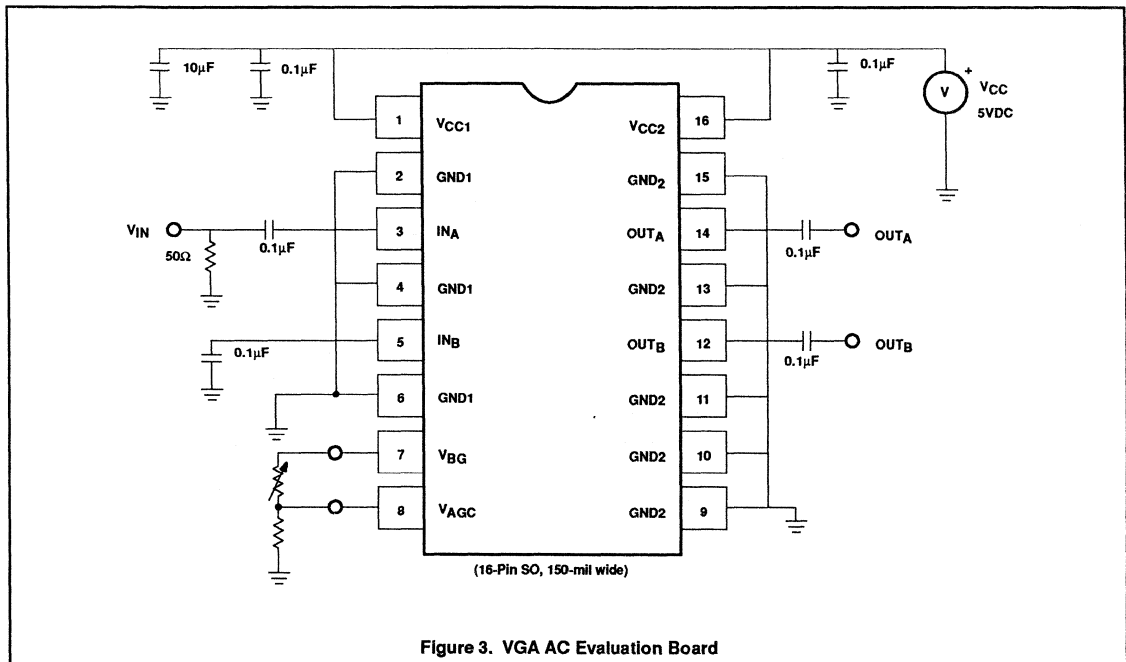 10μF
0.1μF
0.1μF
+
V
VCC
5VDC
1
VCC1
VCC2
16
2
GND1
GND2
15
VIN
50Ω
0.1μF
3
INA
OUTA
14
0.1μF
OUTA
4
GND1
GND2
13
0.1μF
5
INB
OUTB
12
0.1μF
OUTB
6
GND1
GND2
11
7
VBG
GND2
10
8
VAGC
GND2
9
(16-Pin SO, 150-mil wide)
Figure 3. VGA AC Evaluation Board